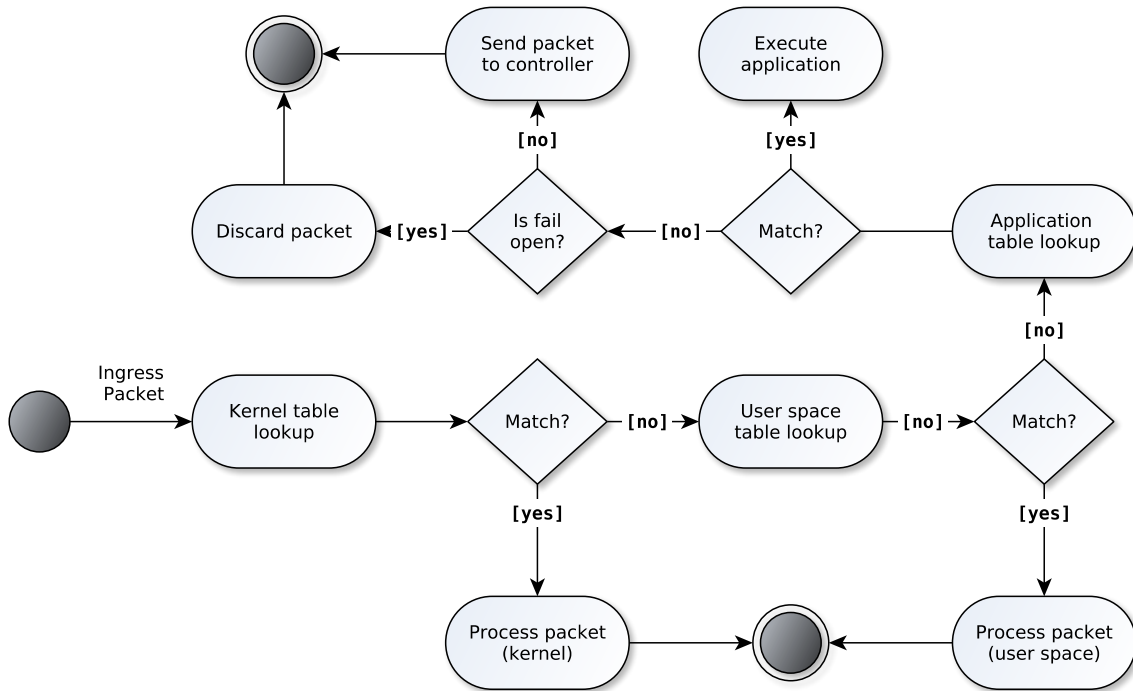 Send packet
to controller
Execute
application
[no]
[yes]
Discard packet
[yes]
Is fail
open?
[no]
Match?
Application
table lookup
[no]
Ingress
Packet
Kernel table
lookup
Match?
[no]
User space
table lookup
[no]
Match?
[yes]
[yes]
Process packet
(kernel)
Process packet
(user space)